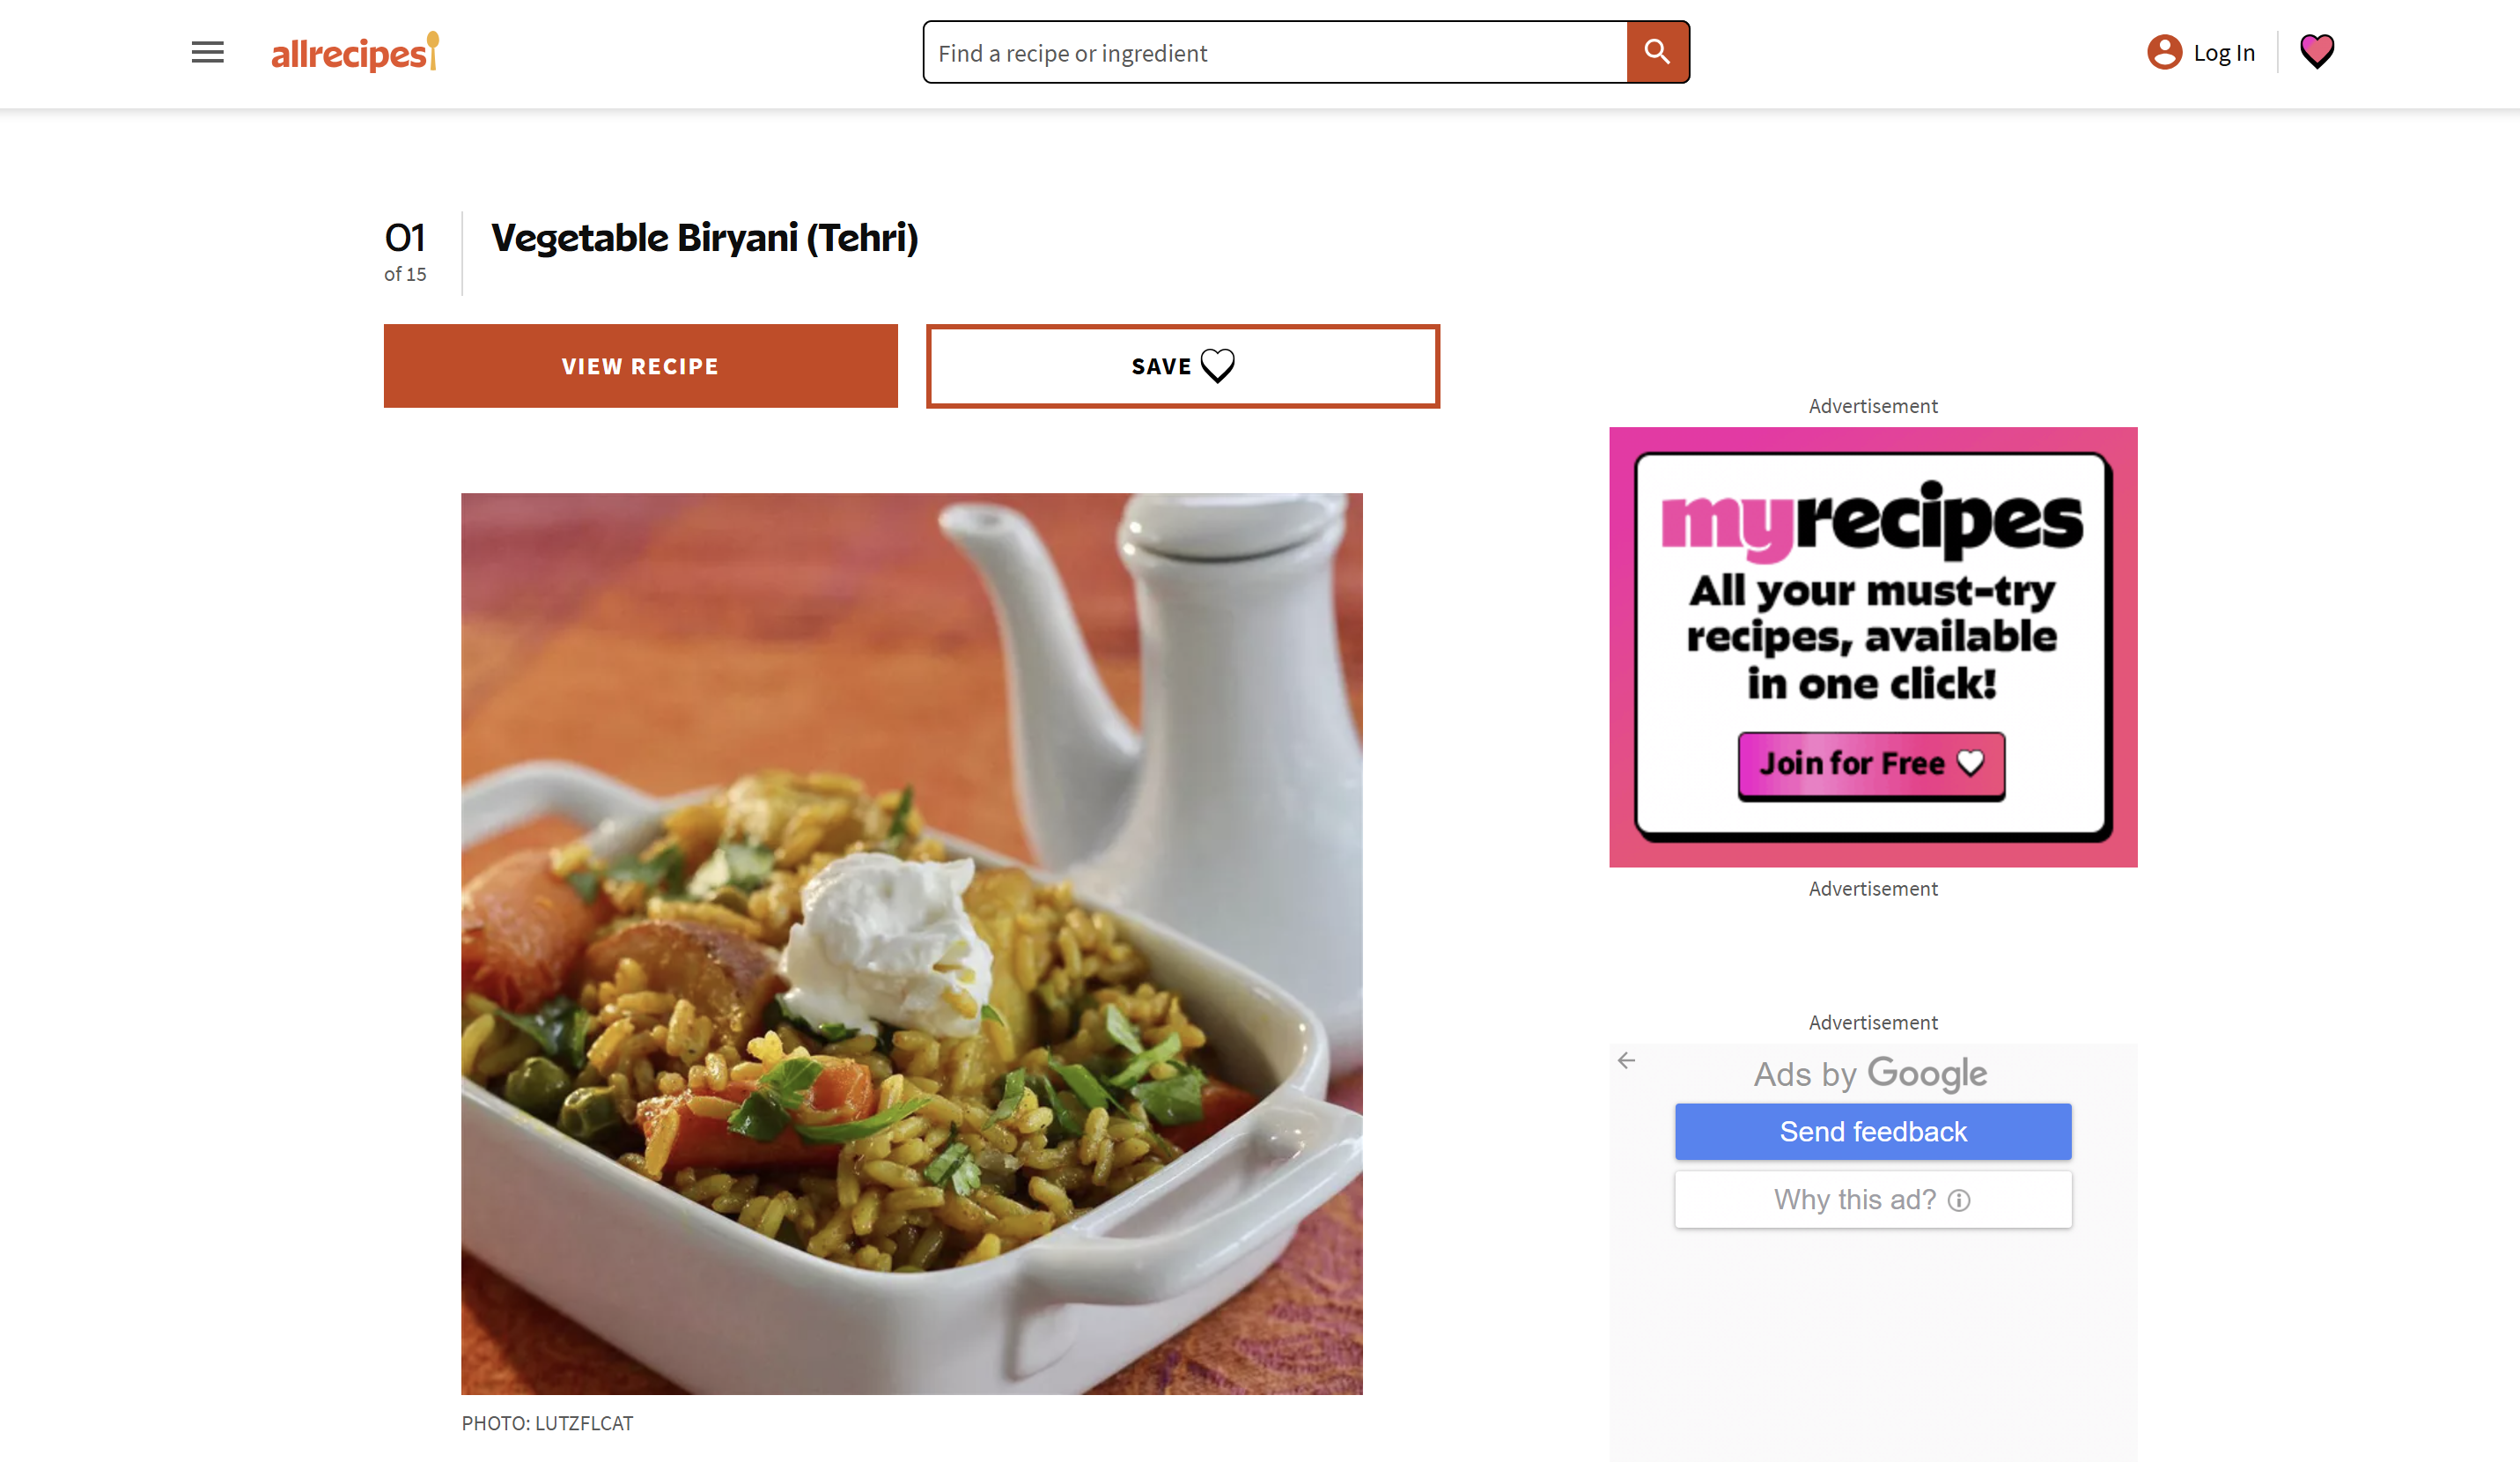 allrecipes
Find a recipe or ingredient
Log In
01
of 15
Vegetable Biryani (Tehri)
VIEW RECIPE
SAVE
Advertisement
myrecipes
All your must-try
recipes, available
in one click!
Join for Free
Advertisement
Advertisement
Ads by Google
Send feedback
Why this ad?
PHOTO: LUTZFLCAT